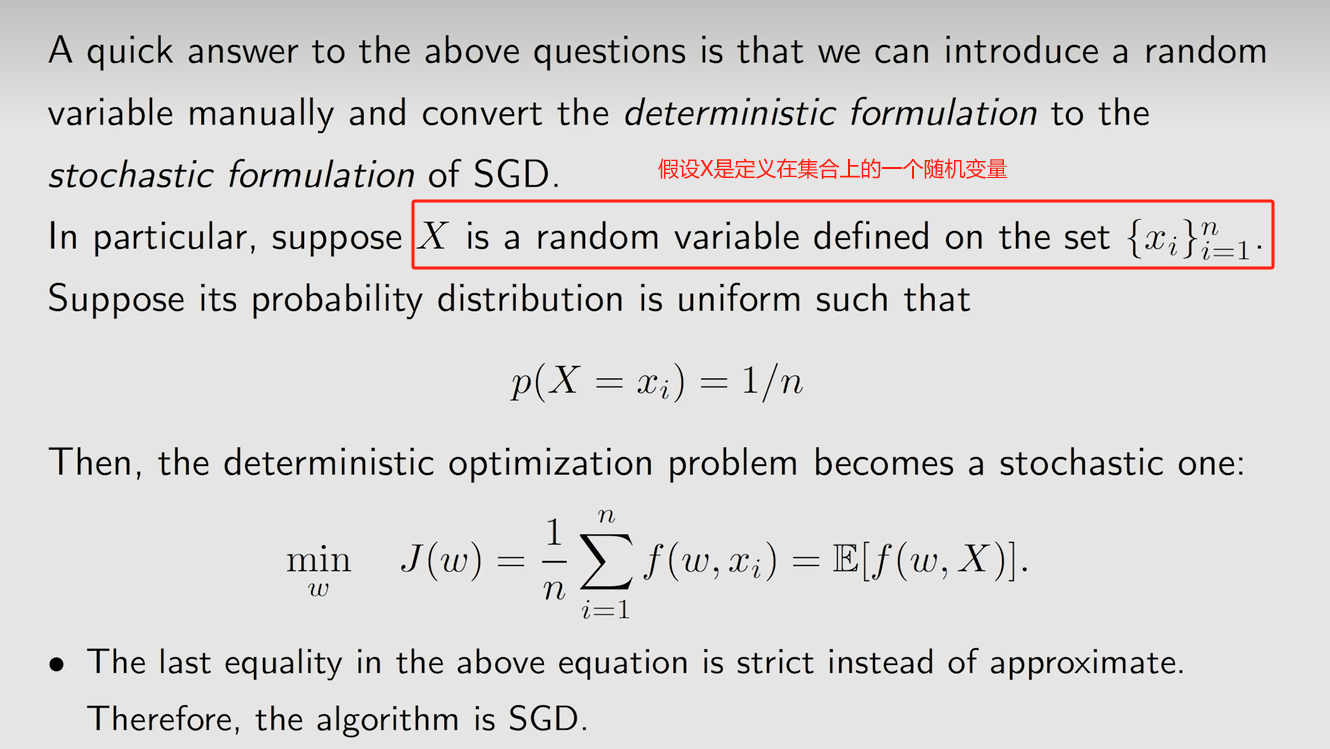 A quick answer to the above questions is that we can introduce a random
variable manually and convert the deterministic formulation to the
stochastic formulation of SGD.
假设X是定义在集合上的一个随机变量
In particular, suppose X is a random variable defined on the set {x_i}_{i=1}^n.
Suppose its probability distribution is uniform such that
p(X = x_i) = 1/n
Then, the deterministic optimization problem becomes a stochastic one:
min_w J(w) = \frac{1}{n} \sum_{i=1}^{n} f(w, x_i) = 𝔼[f(w, X)].
• The last equality in the above equation is strict instead of approximate.
Therefore, the algorithm is SGD.